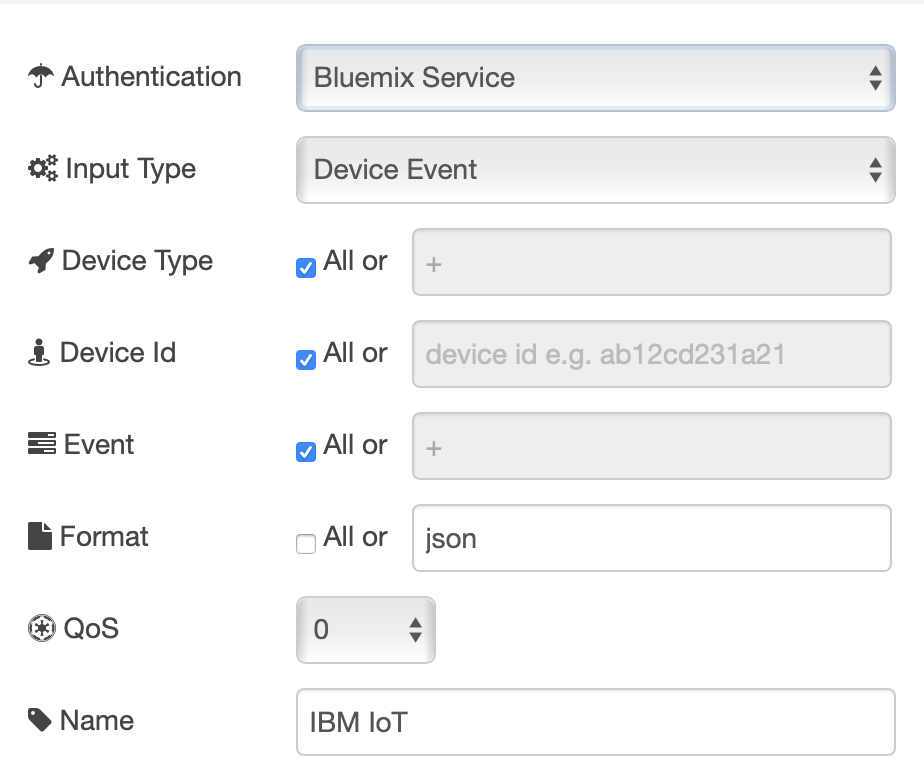 Authentication Bluemix Service
Input Type Device Event
Device Type All or +
Device Id All or device id e.g. ab12cd231a21
Event All or +
Format All or json
QoS 0
Name IBM IoT